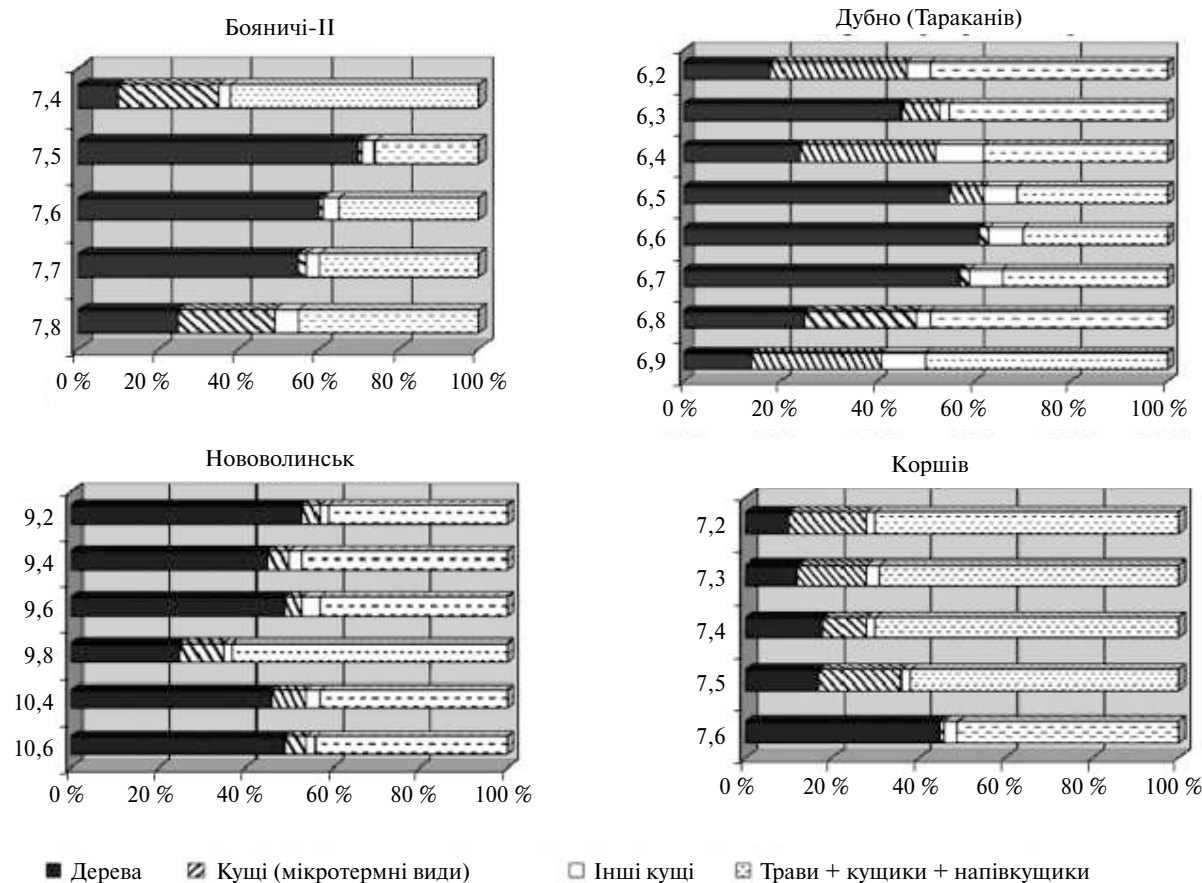 Бояничі-II
7,4
7,5
7,6
7,7
7,8
0 % 20 % 40 % 60 % 80 % 100 %
Дубно (Тараканів)
6,2
6,3
6,4
6,5
6,6
6,7
6,8
6,9
0 % 20 % 40 % 60 % 80 % 100 %
Нововолинськ
9,2
9,4
9,6
9,8
10,4
10,6
0 % 20 % 40 % 60 % 80 % 100 %
Коршів
7,2
7,3
7,4
7,5
7,6
0 % 20 % 40 % 60 % 80 % 100 %
Дерева Кущі (мікротермні види) Інші кущі Трави + кущики + напівкущики